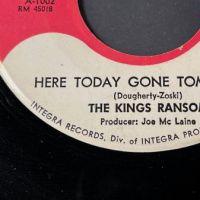 A-1002
RM 45018
HERE TODAY GONE TOM
(Dougherty-Zoski)
THE KINGS RANSOM
Producer: Joe Mc Laine
INTEGRA RECORDS, Div. of INTEGRA PRO